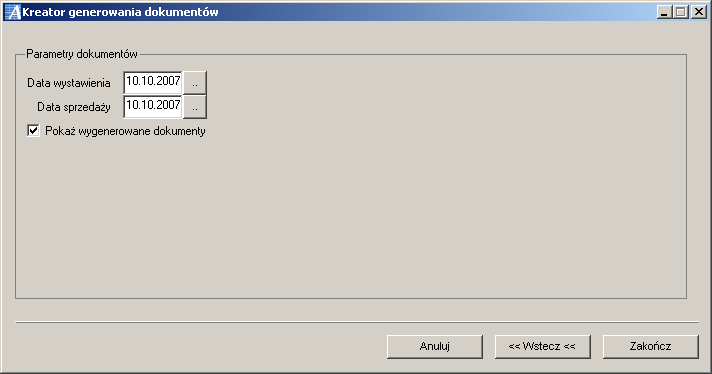 Kreator generowania dokumentów
Parametry dokumentów
Data wystawienia 10.10.2007 ..
Data sprzedaży 10.10.2007 ..
Pokaż wygenerowane dokumenty
Anuluj << Wstecz << Zakończ